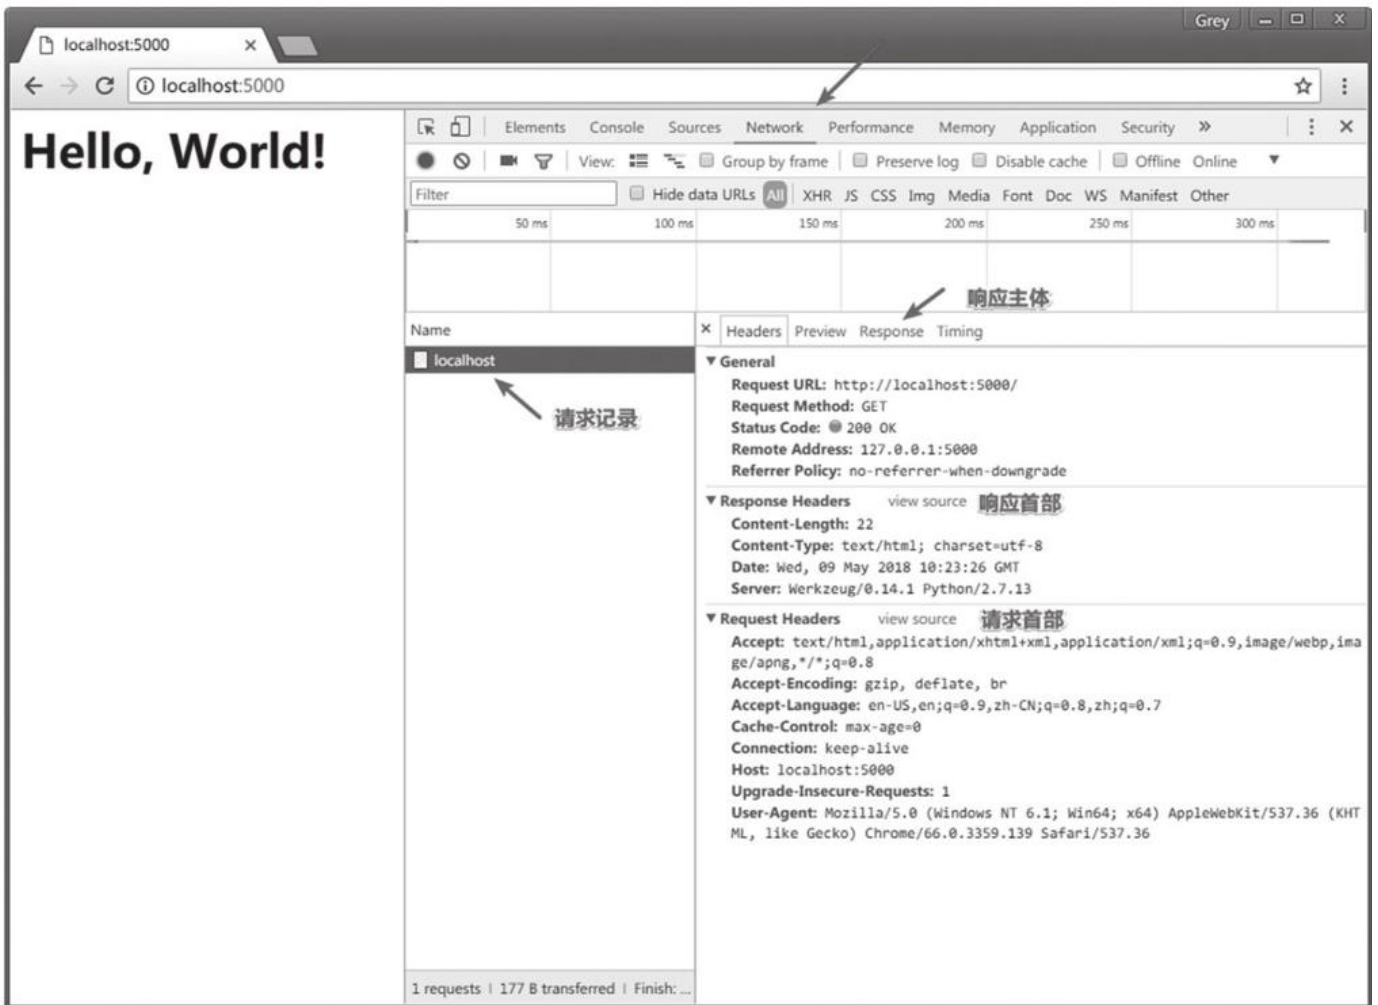 Grey
localhost:5000
localhost:5000
Hello, World!
Elements Console Sources Network Performance Memory Application Security »
View: Group by frame Preserve log Disable cache Offline Online
Filter Hide data URLs All XHR JS CSS Img Media Font Doc WS Manifest Other
50 ms 100 ms 150 ms 200 ms 250 ms 300 ms
响应主体
Name
× Headers Preview Response Timing
localhost
请求记录
General
Request URL: http://localhost:5000/
Request Method: GET
Status Code: 200 OK
Remote Address: 127.0.0.1:5000
Referrer Policy: no-referrer-when-downgrade
Response Headers view source 响应首部
Content-Length: 22
Content-Type: text/html; charset=utf-8
Date: Wed, 09 May 2018 10:23:26 GMT
Server: Werkzeug/0.14.1 Python/2.7.13
Request Headers view source 请求首部
Accept: text/html,application/xhtml+xml,application/xml;q=0.9,image/webp,ima
ge/apng,*/*;q=0.8
Accept-Encoding: gzip, deflate, br
Accept-Language: en-US,en;q=0.9,zh-CN;q=0.8,zh;q=0.7
Cache-Control: max-age=0
Connection: keep-alive
Host: localhost:5000
Upgrade-Insecure-Requests: 1
User-Agent: Mozilla/5.0 (Windows NT 6.1; Win64; x64) AppleWebKit/537.36 (KHT
ML, like Gecko) Chrome/66.0.3359.139 Safari/537.36
1 requests | 177 B transferred | Finish: ...